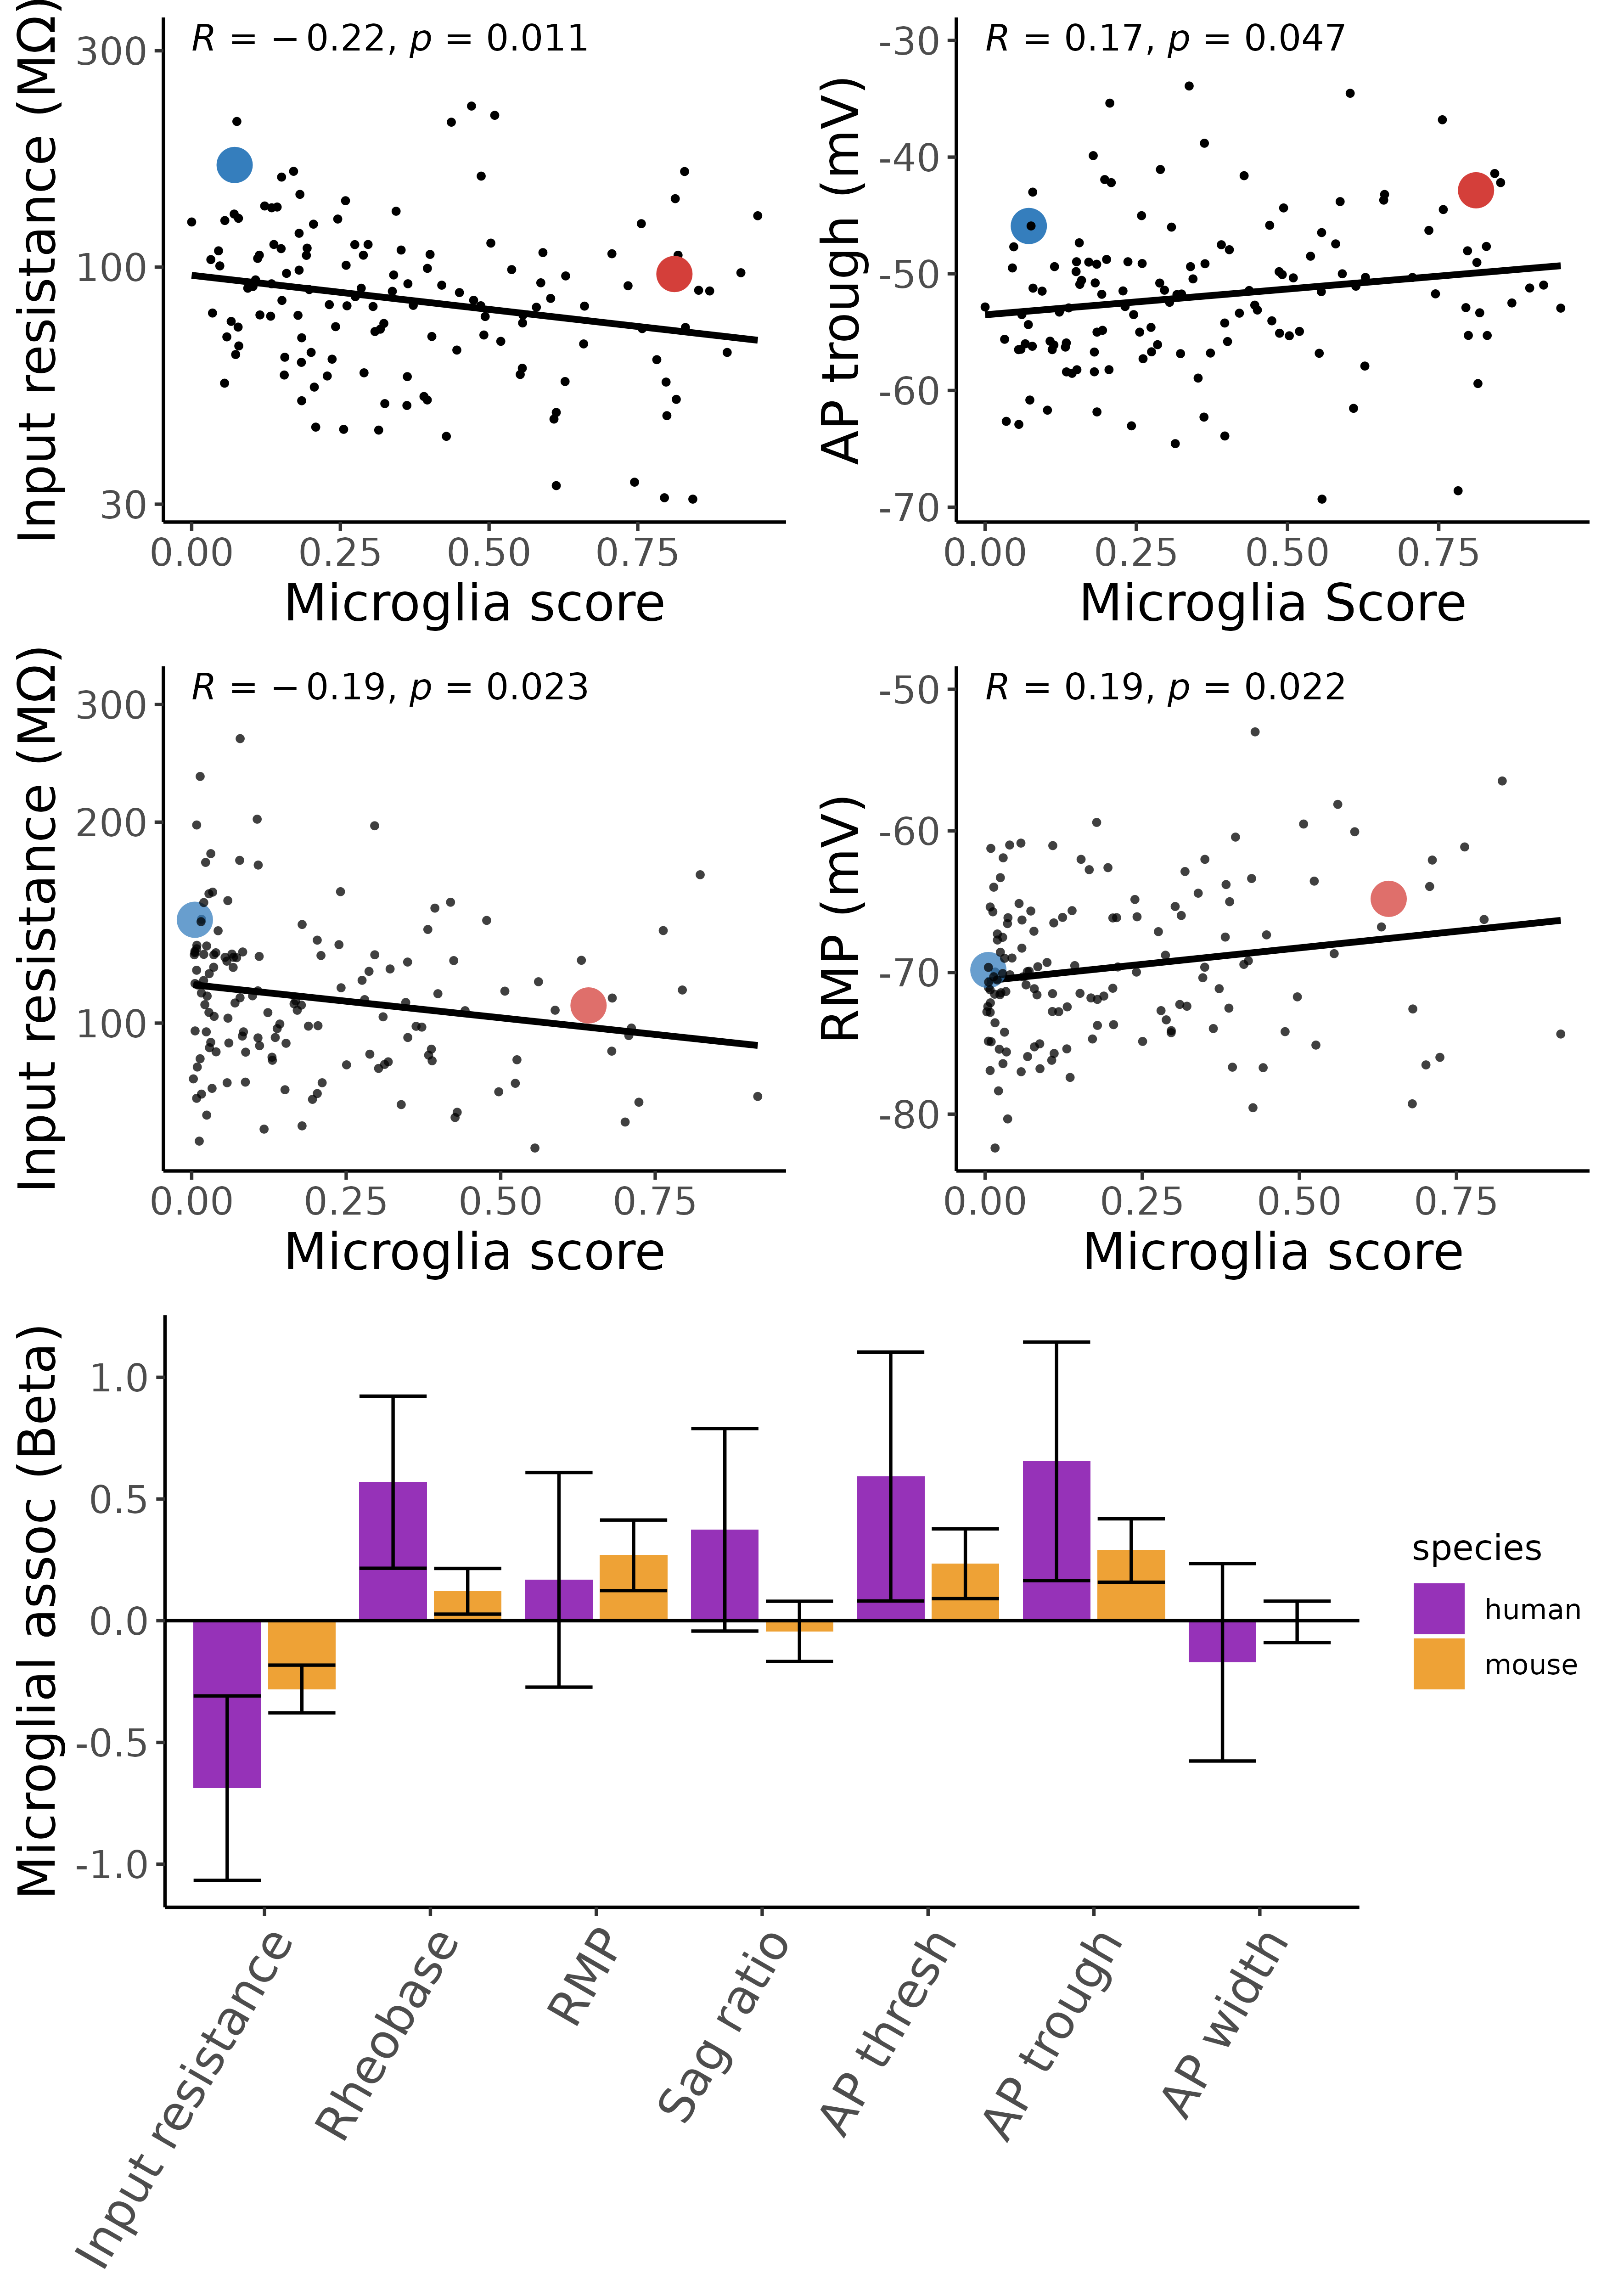 R = −0.22, p = 0.011
Input resistance (MΩ)
300
100
30
0.00 0.25 0.50 0.75
Microglia score
R = 0.17, p = 0.047
AP trough (mV)
-30
-40
-50
-60
-70
0.00 0.25 0.50 0.75
Microglia Score
R = −0.19, p = 0.023
Input resistance (MΩ)
300
200
100
0.00 0.25 0.50 0.75
Microglia score
R = 0.19, p = 0.022
RMP (mV)
-50
-60
-70
-80
0.00 0.25 0.50 0.75
Microglia score
Microglial assoc (Beta)
1.0
0.5
0.0
-0.5
-1.0
Input resistance
Rheobase
RMP
Sag ratio
AP thresh
AP trough
AP width
species
human
mouse